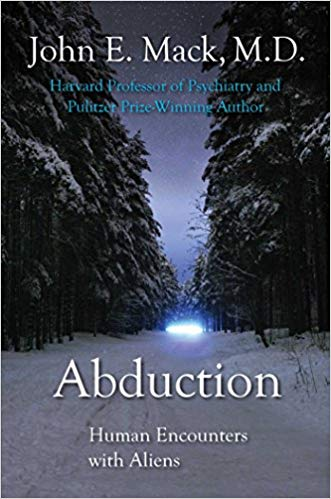 John E. Mack, M.D.
Harvard Professor of Psychiatry and
Pulitzer Prize-Winning Author
Abduction
Human Encounters
with Aliens